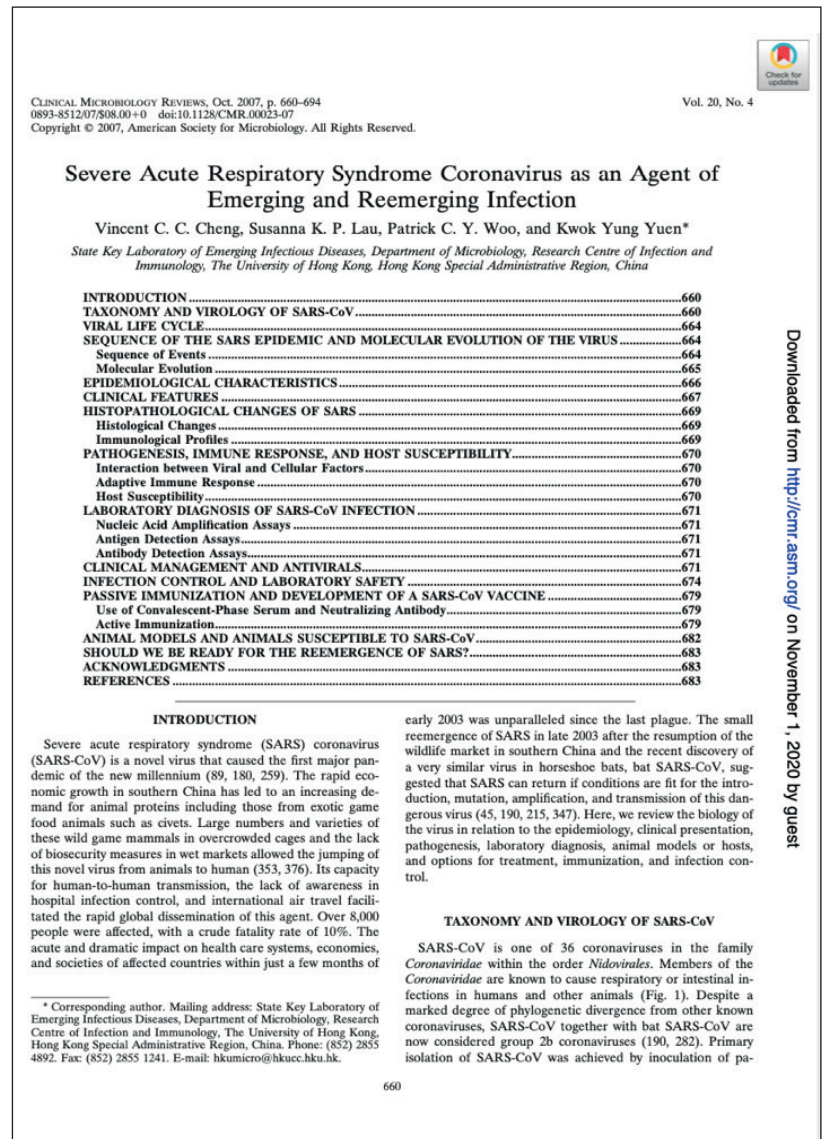 Check for
updates
CLINICAL MICROBIOLOGY REVIEWS, Oct. 2007, p. 660–694
Vol. 20, No. 4
0893-8512/07/$08.00+0 doi:10.1128/CMR.00023-07
Copyright © 2007, American Society for Microbiology. All Rights Reserved.
Severe Acute Respiratory Syndrome Coronavirus as an Agent of
Emerging and Reemerging Infection
Vincent C. C. Cheng, Susanna K. P. Lau, Patrick C. Y. Woo, and Kwok Yung Yuen*
State Key Laboratory of Emerging Infectious Diseases, Department of Microbiology, Research Centre of Infection and
Immunology, The University of Hong Kong, Hong Kong Special Administrative Region, China
INTRODUCTION ....................660
TAXONOMY AND VIROLOGY OF SARS-CoV....................660
VIRAL LIFE CYCLE....................664
SEQUENCE OF THE SARS EPIDEMIC AND MOLECULAR EVOLUTION OF THE VIRUS ....................664
Sequence of Events ....................664
Molecular Evolution ....................665
EPIDEMIOLOGICAL CHARACTERISTICS....................666
CLINICAL FEATURES ....................667
HISTOPATHOLOGICAL CHANGES OF SARS ....................669
Histological Changes....................669
Immunological Profiles ....................669
PATHOGENESIS, IMMUNE RESPONSE, AND HOST SUSCEPTIBILITY....................670
Interaction between Viral and Cellular Factors....................670
Adaptive Immune Response ....................670
Host Susceptibility....................670
LABORATORY DIAGNOSIS OF SARS-CoV INFECTION ....................671
Nucleic Acid Amplification Assays ....................671
Antigen Detection Assays....................671
Antibody Detection Assays....................671
CLINICAL MANAGEMENT AND ANTIVIRALS....................671
INFECTION CONTROL AND LABORATORY SAFETY ....................674
PASSIVE IMMUNIZATION AND DEVELOPMENT OF A SARS-CoV VACCINE ....................679
Use of Convalescent-Phase Serum and Neutralizing Antibody....................679
Active Immunization....................679
ANIMAL MODELS AND ANIMALS SUSCEPTIBLE TO SARS-CoV....................682
SHOULD WE BE READY FOR THE REEMERGENCE OF SARS?....................683
ACKNOWLEDGMENTS ....................683
REFERENCES ....................683
INTRODUCTION
Severe acute respiratory syndrome (SARS) coronavirus
(SARS-CoV) is a novel virus that caused the first major pan-
demic of the new millennium (89, 180, 259). The rapid eco-
nomic growth in southern China has led to an increasing de-
mand for animal proteins including those from exotic game
food animals such as civets. Large numbers and varieties of
these wild game mammals in overcrowded cages and the lack
of biosecurity measures in wet markets allowed the jumping of
this novel virus from animals to human (353, 376). Its capacity
for human-to-human transmission, the lack of awareness in
hospital infection control, and international air travel facili-
tated the rapid global dissemination of this agent. Over 8,000
people were affected, with a crude fatality rate of 10%. The
acute and dramatic impact on health care systems, economies,
and societies of affected countries within just a few months of
* Corresponding author. Mailing address: State Key Laboratory of
Emerging Infectious Diseases, Department of Microbiology, Research
Centre of Infection and Immunology, The University of Hong Kong,
Hong Kong Special Administrative Region, China. Phone: (852) 2855
4892. Fax: (852) 2855 1241. E-mail: hkumicro@hkucc.hku.hk.
early 2003 was unparalleled since the last plague. The small
reemergence of SARS in late 2003 after the resumption of the
wildlife market in southern China and the recent discovery of
a very similar virus in horseshoe bats, bat SARS-CoV, sug-
gested that SARS can return if conditions are fit for the intro-
duction, mutation, amplification, and transmission of this dan-
gerous virus (45, 190, 215, 347). Here, we review the biology of
the virus in relation to the epidemiology, clinical presentation,
pathogenesis, laboratory diagnosis, animal models or hosts,
and options for treatment, immunization, and infection con-
trol.
TAXONOMY AND VIROLOGY OF SARS-CoV
SARS-CoV is one of 36 coronaviruses in the family
Coronaviridae within the order Nidovirales. Members of the
Coronaviridae are known to cause respiratory or intestinal in-
fections in humans and other animals (Fig. 1). Despite a
marked degree of phylogenetic divergence from other known
coronaviruses, SARS-CoV together with bat SARS-CoV are
now considered group 2b coronaviruses (190, 282). Primary
isolation of SARS-CoV was achieved by inoculation of pa-
660
Downloaded from http://cmr.asm.org/ on November 1, 2020 by guest